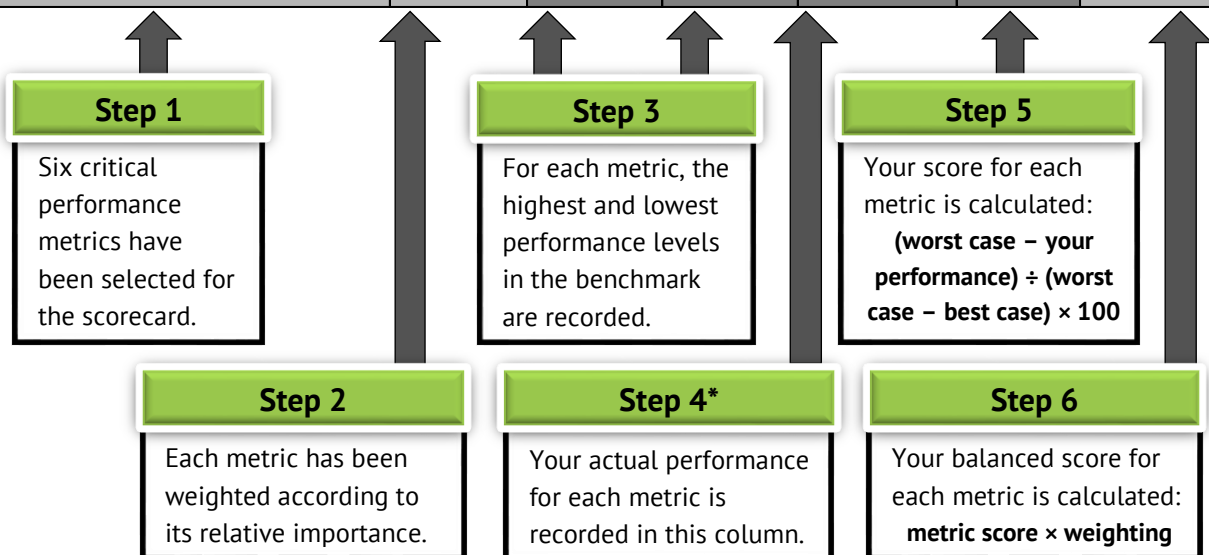 Step 1
Six critical
performance
metrics have
been selected for
the scorecard.
Step 2
Each metric has been
weighted according to
its relative importance.
Step 3
For each metric, the
highest and lowest
performance levels
in the benchmark
are recorded.
Step 4*
Your actual performance
for each metric is
recorded in this column.
Step 5
Your score for each
metric is calculated:
(worst case – your
performance) ÷ (worst
case – best case) × 100
Step 6
Your balanced score for
each metric is calculated:
metric score × weighting